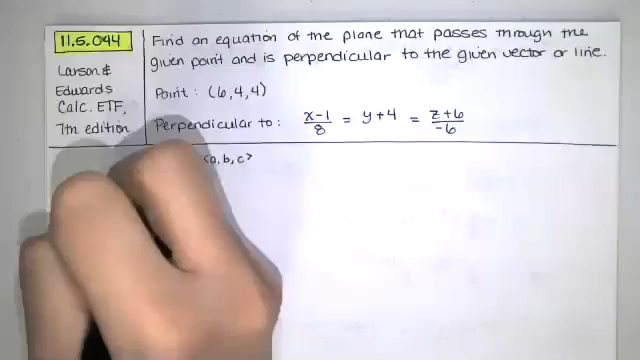 11.5.044
Larson &
Edwards
Calc. ETF,
7th edition
Find an equation of the plane that passes through the
given point and is perpendicular to the given vector or line.
Point: (6,4,4)
Perpendicular to: x-1/8 = y+4 = z+6/-6
<a,b,c>